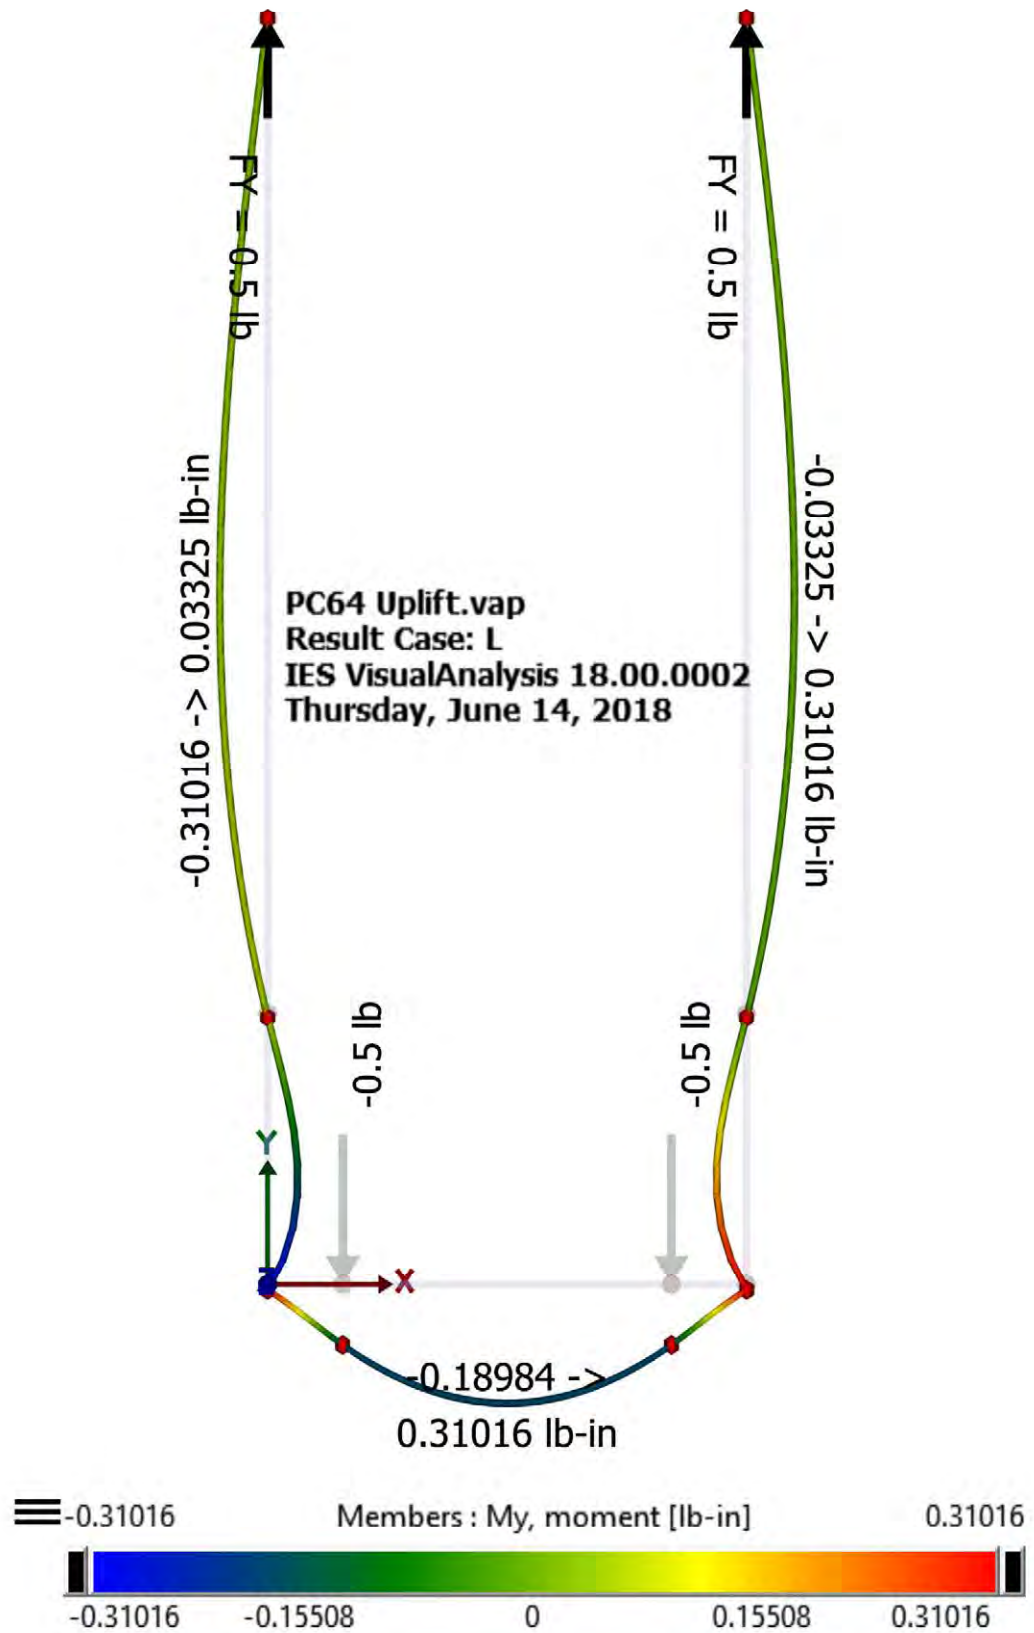 FY = 0.5 lb
FY = 0.5 lb
-0.31016 -> 0.03325 lb-in
-0.03325 -> 0.31016 lb-in
PC64 Uplift.vap
Result Case: L
IES VisualAnalysis 18.00.0002
Thursday, June 14, 2018
-0.5 lb
-0.5 lb
Y
X
-0.18984 ->
0.31016 lb-in
-0.31016 Members : My, moment [lb-in] 0.31016
-0.31016 -0.15508 0 0.15508 0.31016